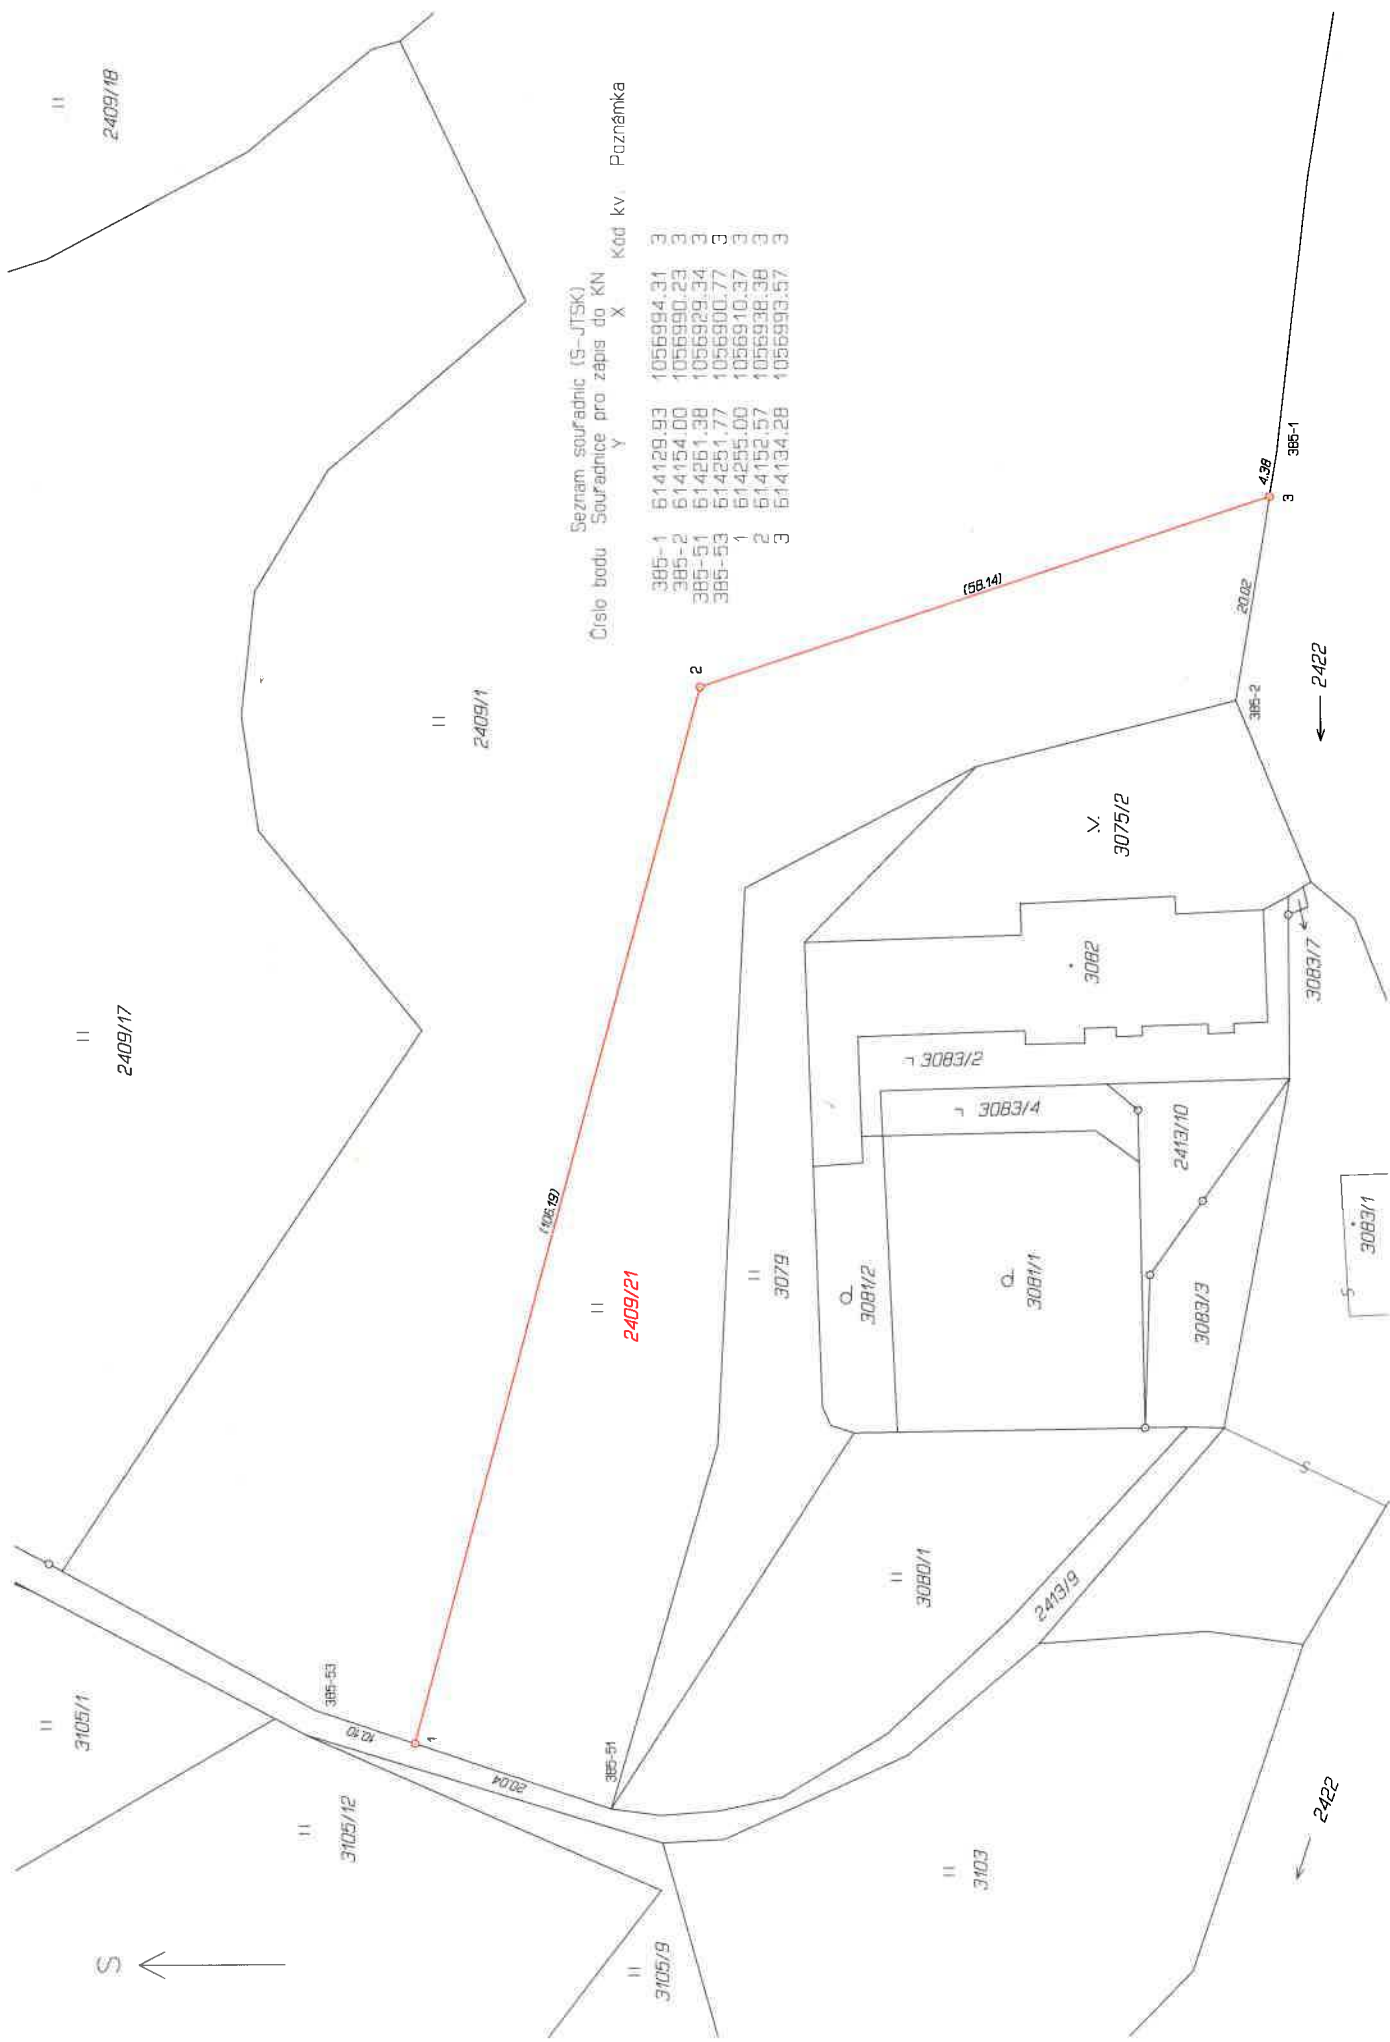 S
3105/1
3105/12
3105/9
3103
2422
385-53
10.10
1
20.04
385-51
2409/17
2409/18
2409/1
(106.19)
2409/21
2
(58.14)
4.38
3
385-1
20.02
385-2
2422
3079
3081/2
3081/1
3080/1
2413/9
3083/3
2413/10
3083/4
3083/2
3082
3075/2
3083/7
3083/1
S
S
Seznam souřadnic (S-JTSK)
Číslo bodu Souřadnice pro zápis do KN
Y X Kód kv. Poznámka
385-1 614129.93 1056994.31 3
385-2 614154.00 1056990.23 3
385-51 614261.38 1056929.34 3
385-53 614251.77 1056900.77 3
1 614255.00 1056910.37 3
2 614152.57 1056938.38 3
3 614134.28 1056993.57 3